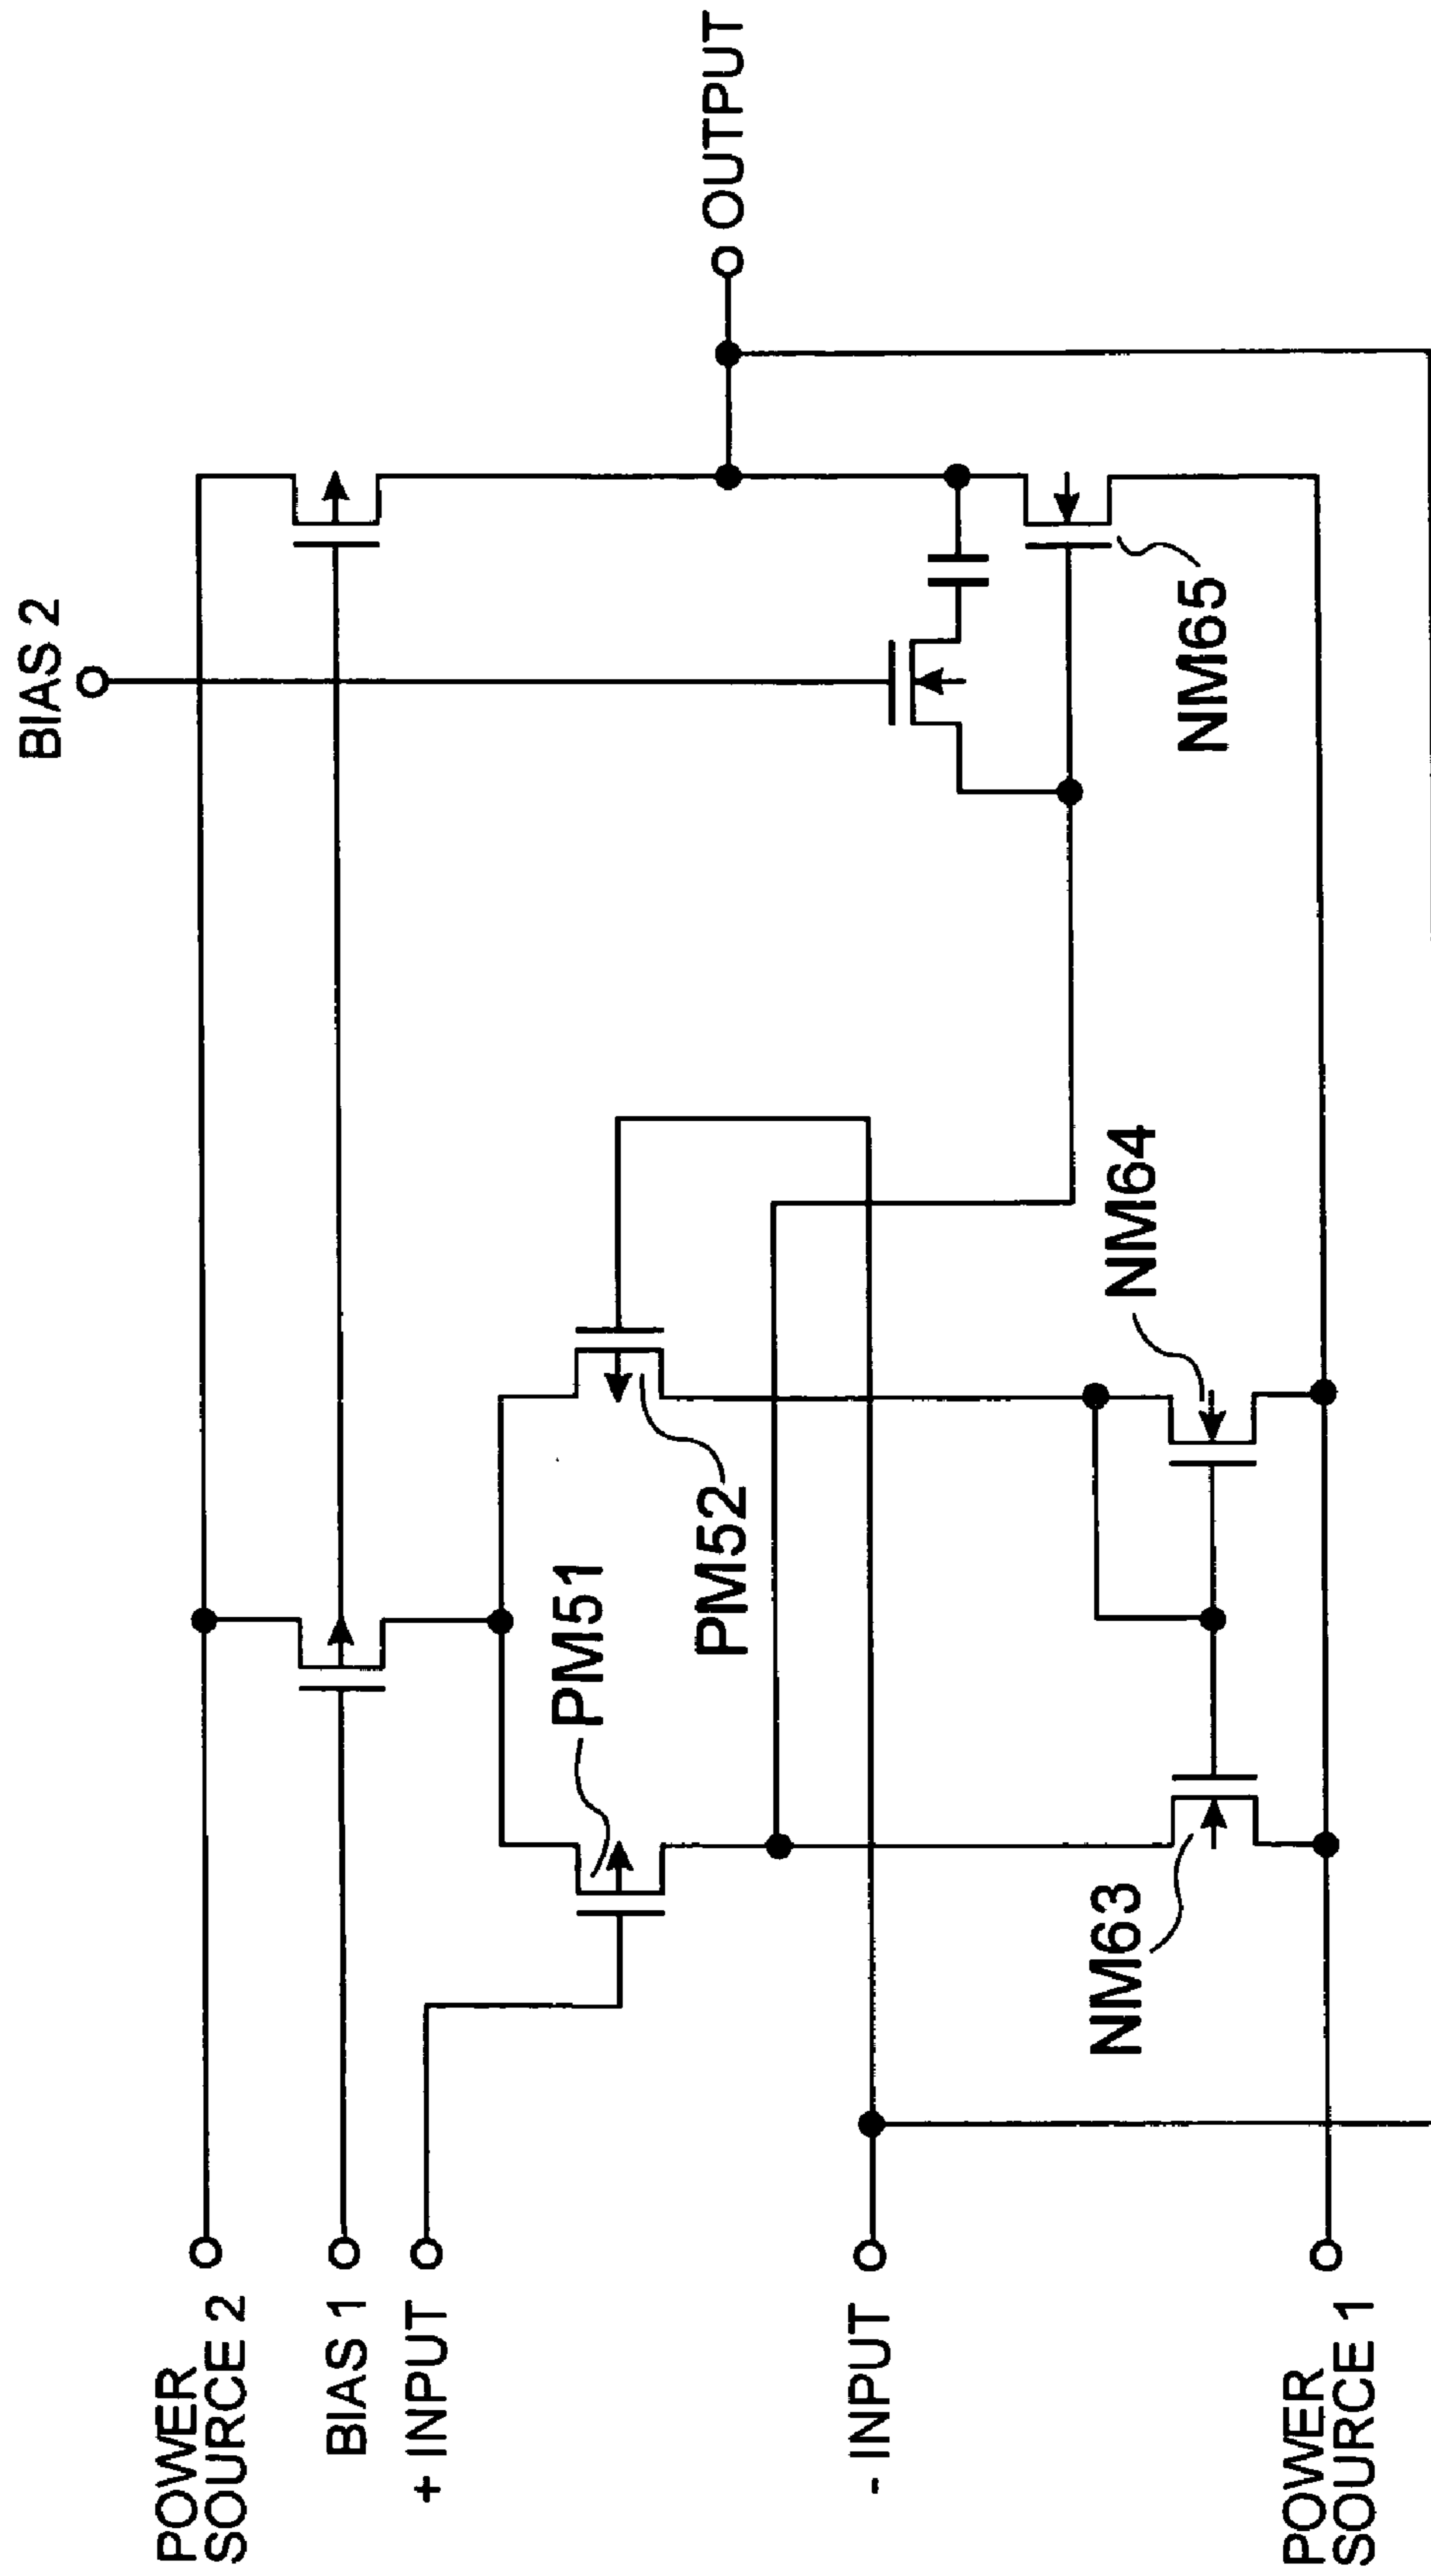 BIAS 2
POWER
SOURCE 2
BIAS 1
+ INPUT
- INPUT
POWER
SOURCE 1
PM51
PM52
NM63
NM64
NM65
OUTPUT